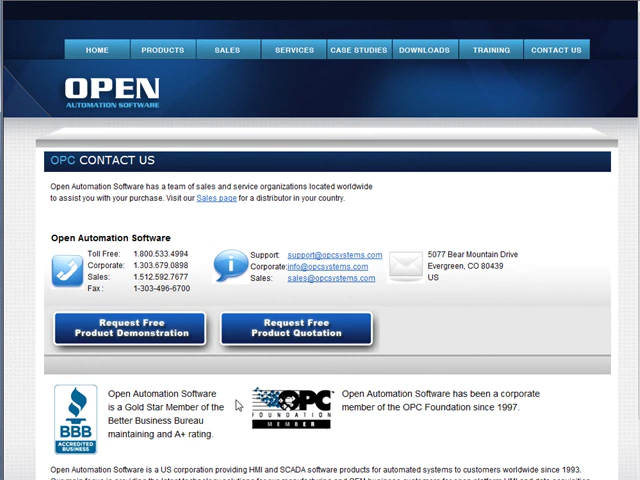 HOME PRODUCTS SALES SERVICES CASE STUDIES DOWNLOADS TRAINING CONTACT US
OPEN
AUTOMATION SOFTWARE
OPC CONTACT US
Open Automation Software has a team of sales and service organizations located worldwide
to assist you with your purchase. Visit our Sales page for a distributor in your country.
Open Automation Software
Toll Free: 1.800.533.4994
Corporate: 1.303.679.0898
Sales: 1.512.592.7677
Fax : 1-303-496-6700
Support: support@opcsystems.com
Corporate:info@opcsystems.com
Sales: sales@opcsystems.com
5077 Bear Mountain Drive
Evergreen, CO 80439
US
Request Free
Product Demonstration
Request Free
Product Quotation
BBB
ACCREDITED
BUSINESS
Open Automation Software
is a Gold Star Member of the
Better Business Bureau
maintaining and A+ rating.
OPC
FOUNDATION
MEMBER
Open Automation Software has been a corporate
member of the OPC Foundation since 1997.
Open Automation Software is a US corporation providing HMI and SCADA software products for automated systems to customers worldwide since 1993.